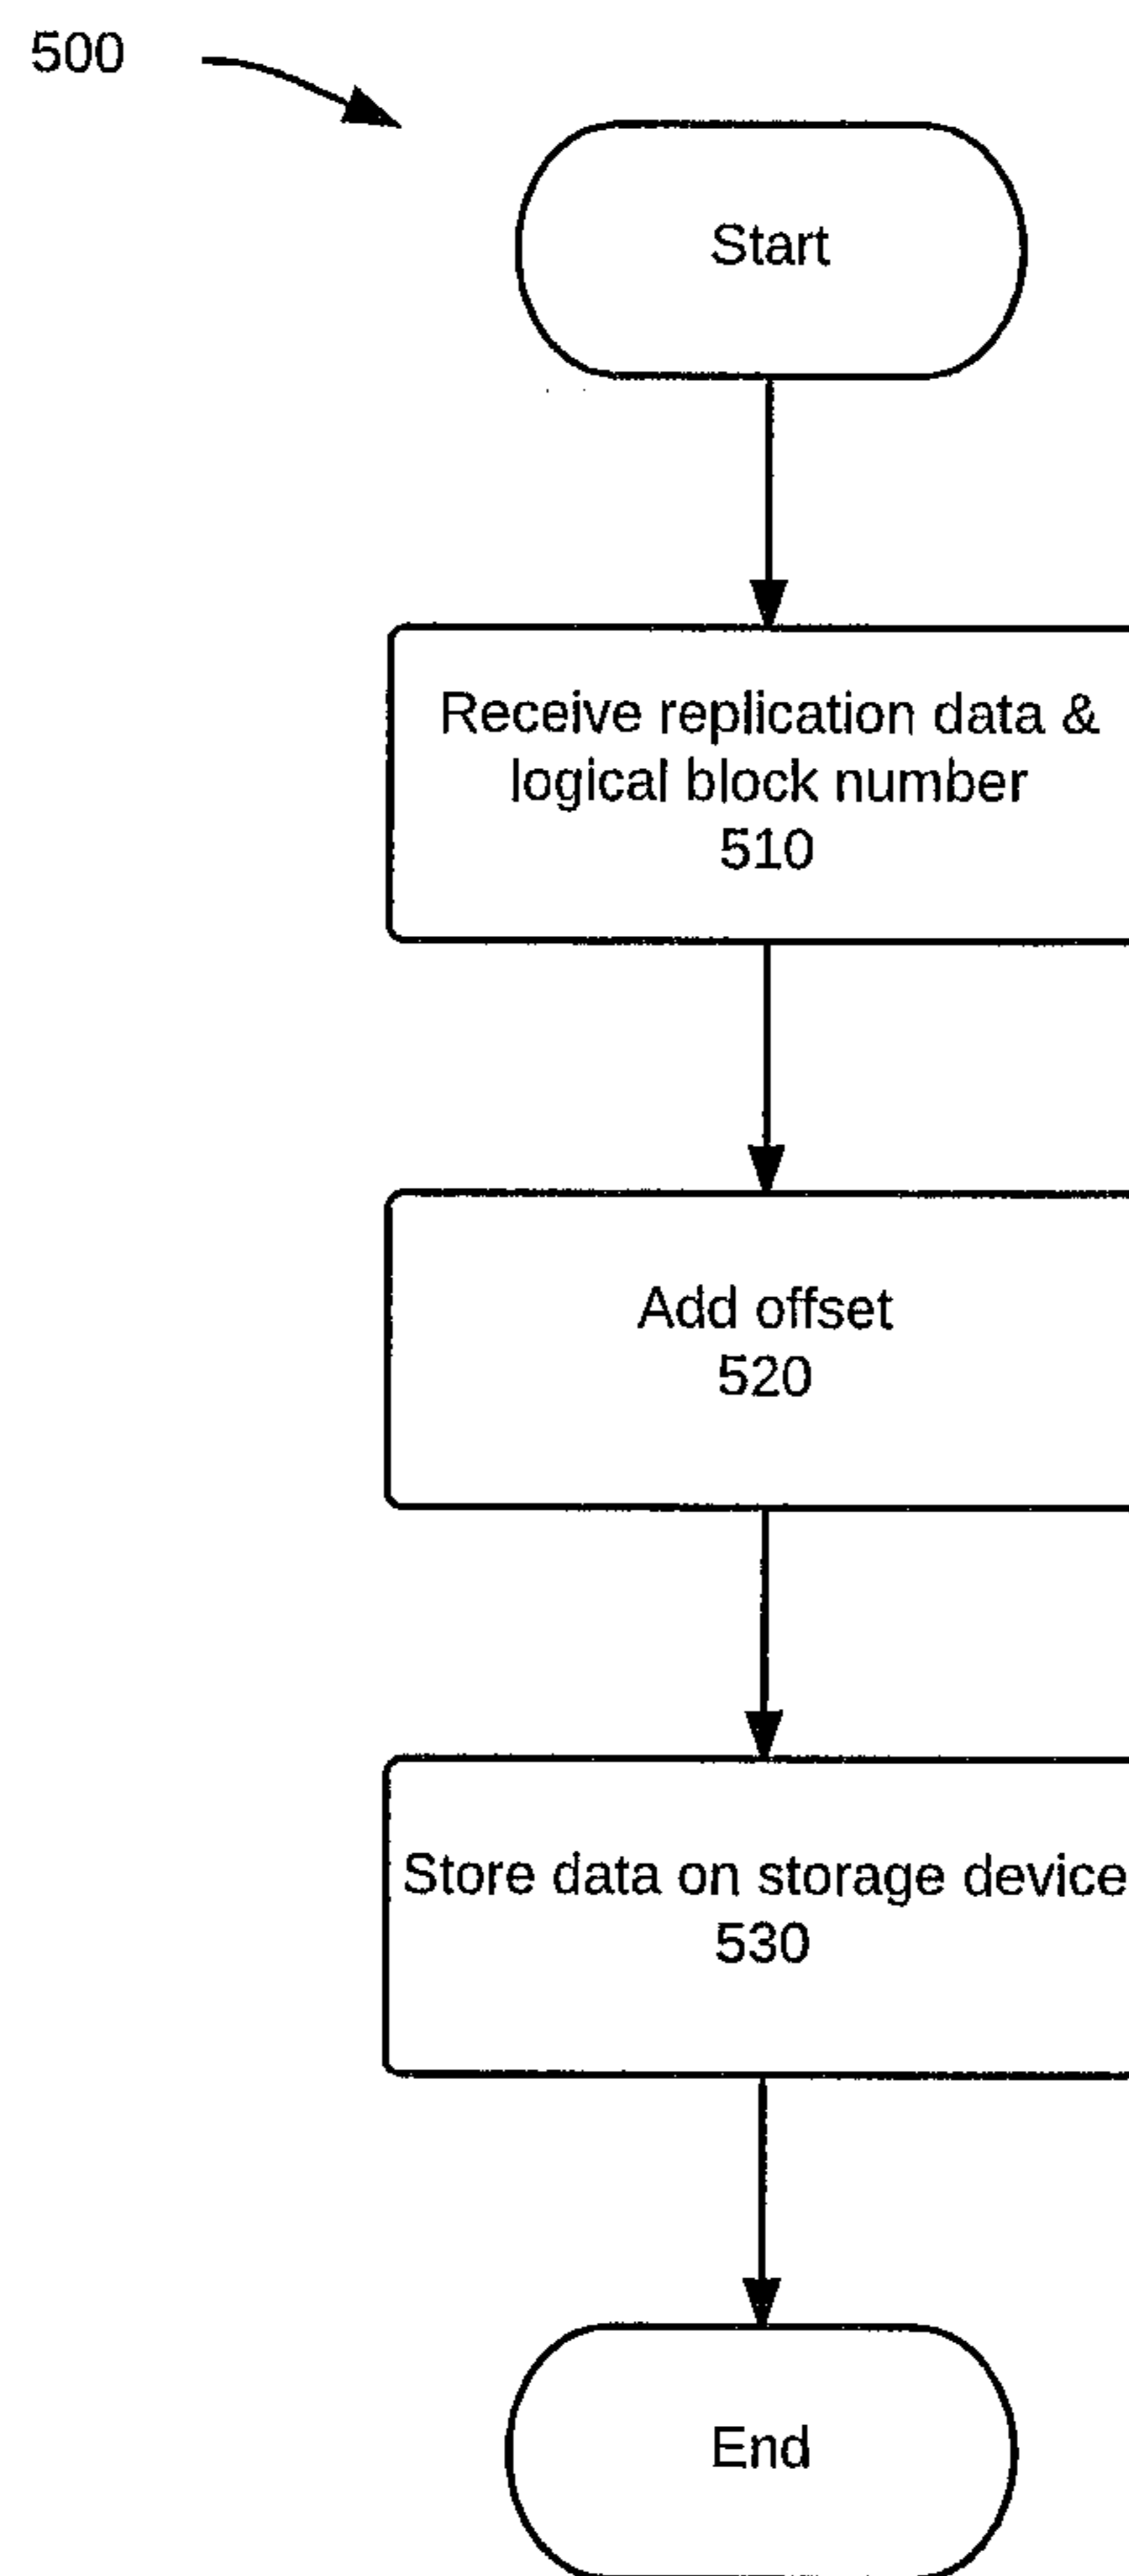 500
Start
Receive replication data &
logical block number
510
Add offset
520
Store data on storage device
530
End